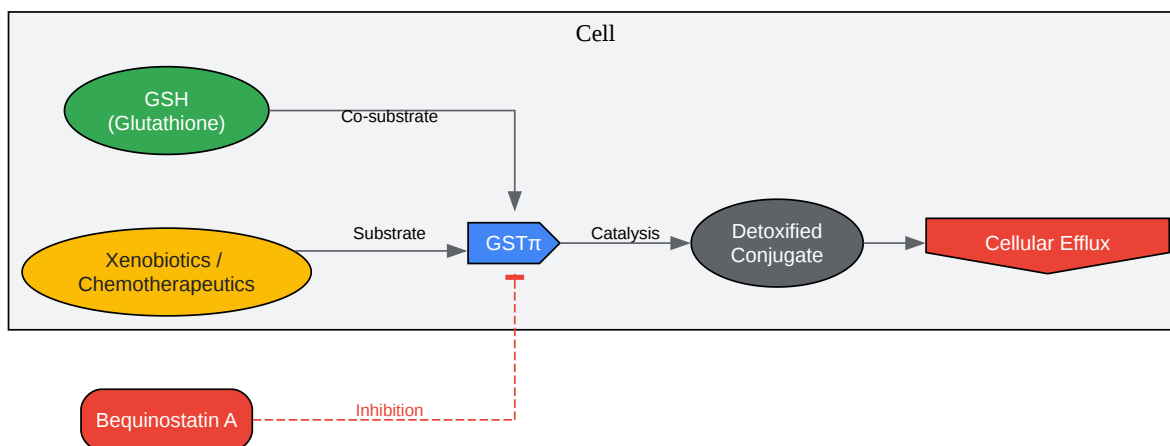 Cell
GSH
(Glutathione)
Co-substrate
Xenobiotics /
Chemotherapeutics
Substrate
GSTπ
Catalysis
Detoxified
Conjugate
Cellular Efflux
Bequinostatin A
Inhibition